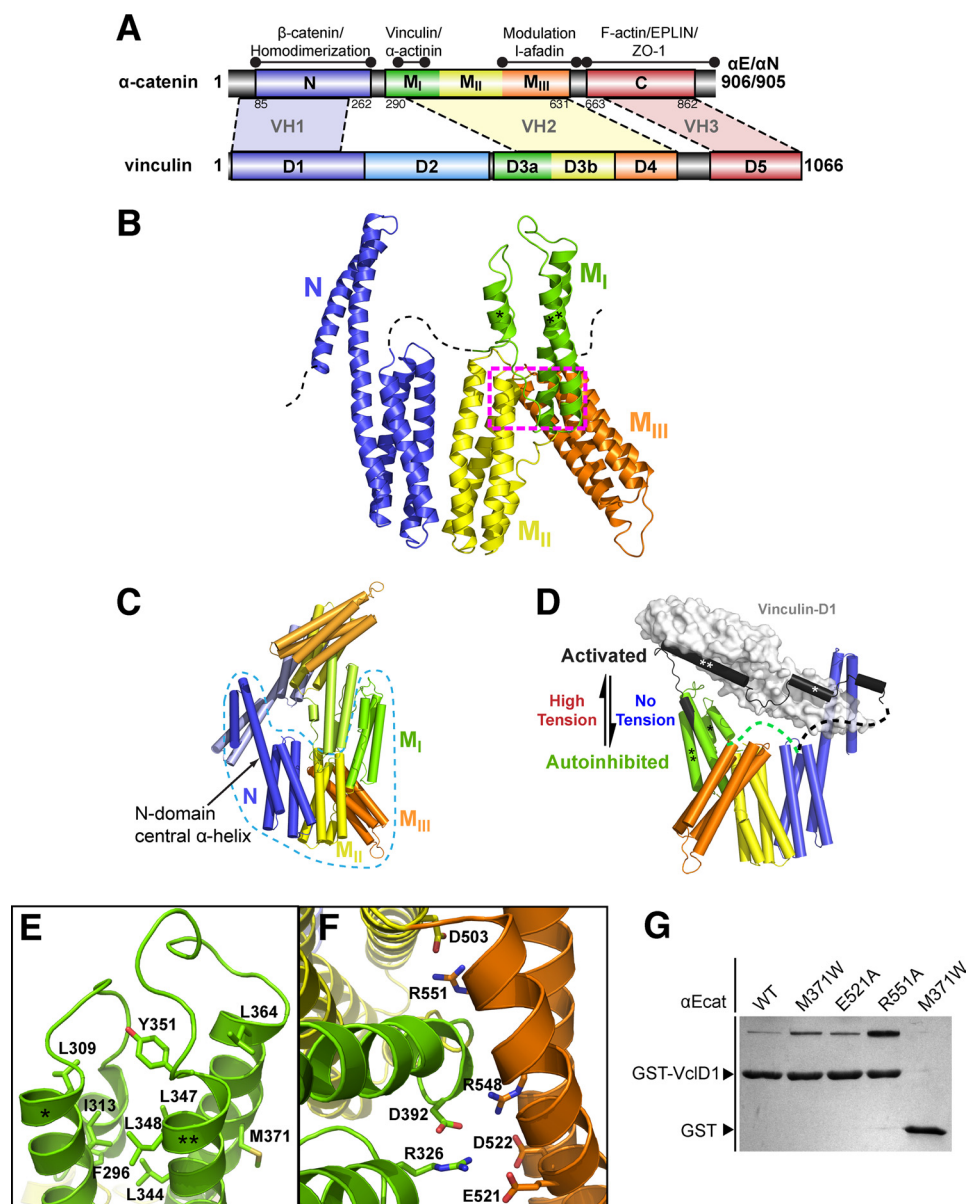 A
β-catenin/
Homodimerization
Vinculin/
α-actinin
Modulation
l-afadin
F-actin/EPLIN/
ZO-1
α-catenin 1 N MI MII MIII C αE/αN
906/905
85 262 290 631 663 862
VH1 VH2 VH3
vinculin 1 D1 D2 D3a D3b D4 D5 1066
B
N
MI
MII
MIII
C
N-domain
central α-helix
N
MI
MII
MIII
D
Vinculin-D1
Activated
High
Tension
No
Tension
Autoinhibited
** * * **
E
Y351
L364
L309
I313
L347
L348
M371
F296
L344
* **
F
D503
R551
R548
D392
D522
R326
E521
G
αEcat
WT M371W E521A R551A M371W
GST-VclD1
GST